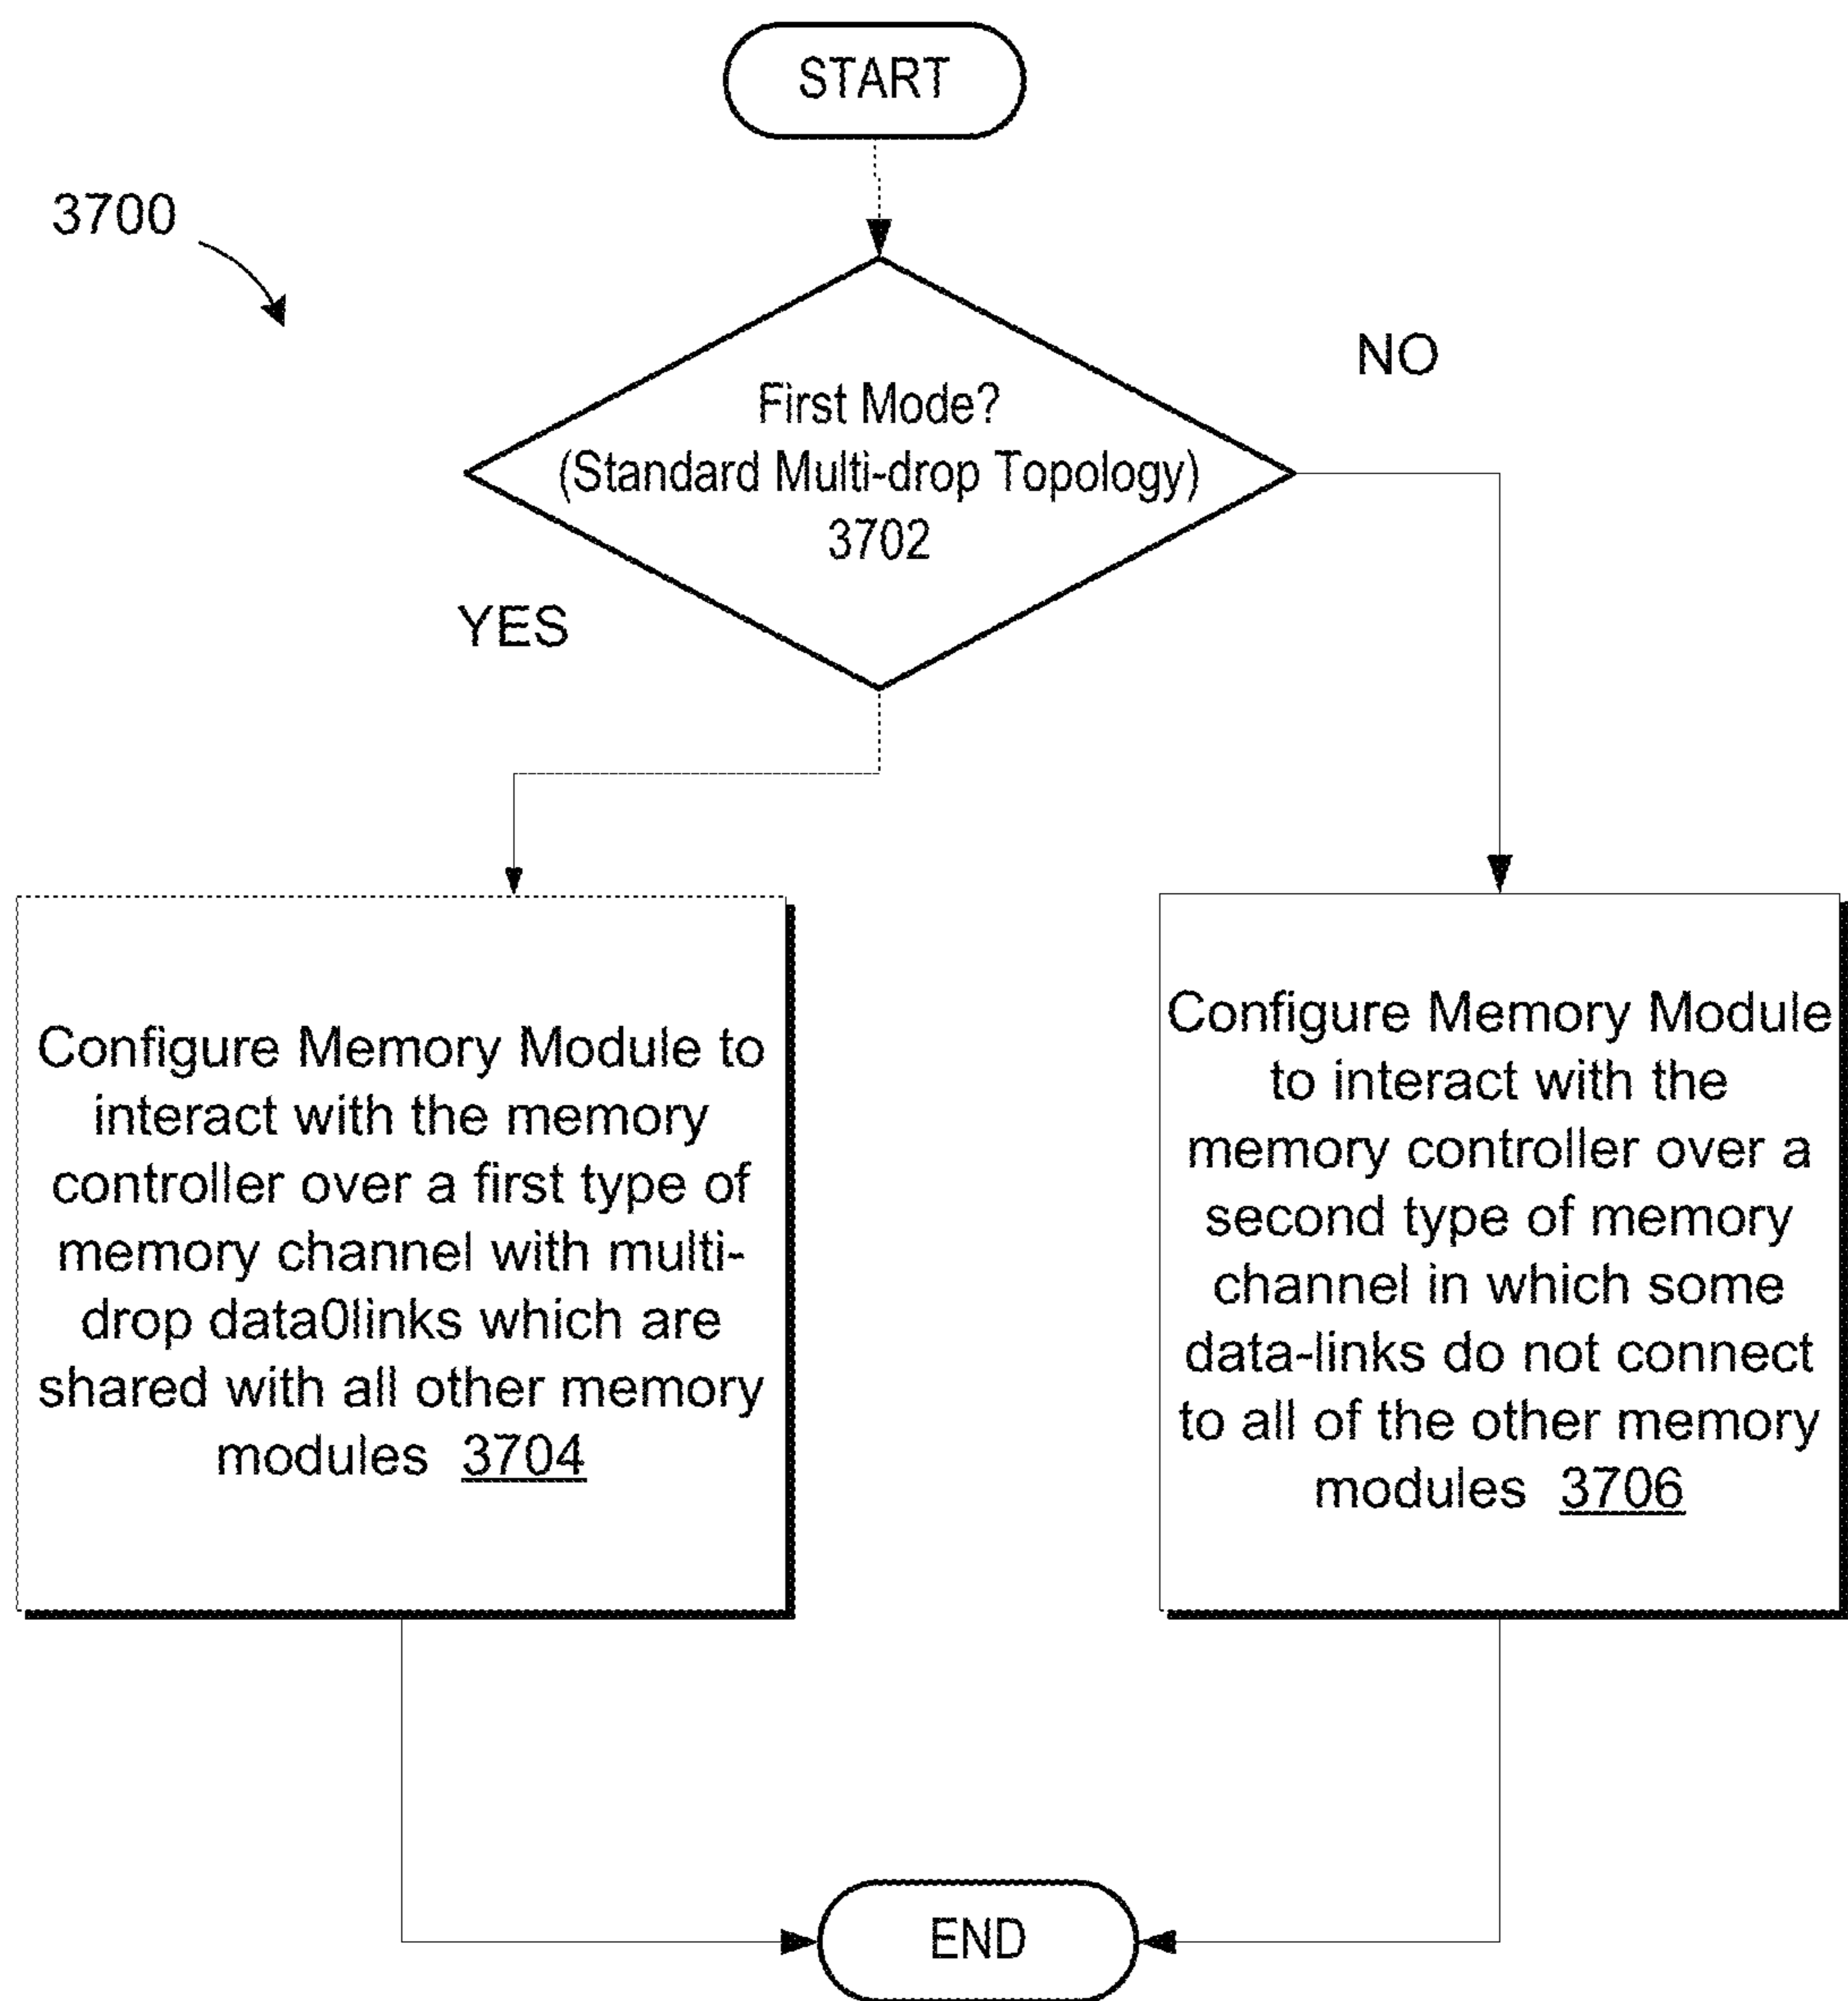 START
3700
NO
First Mode?
(Standard Multi-drop Topology)
3702
YES
Configure Memory Module to
interact with the memory
controller over a first type of
memory channel with multi-
drop data0links which are
shared with all other memory
modules 3704
Configure Memory Module
to interact with the
memory controller over a
second type of memory
channel in which some
data-links do not connect
to all of the other memory
modules 3706
END